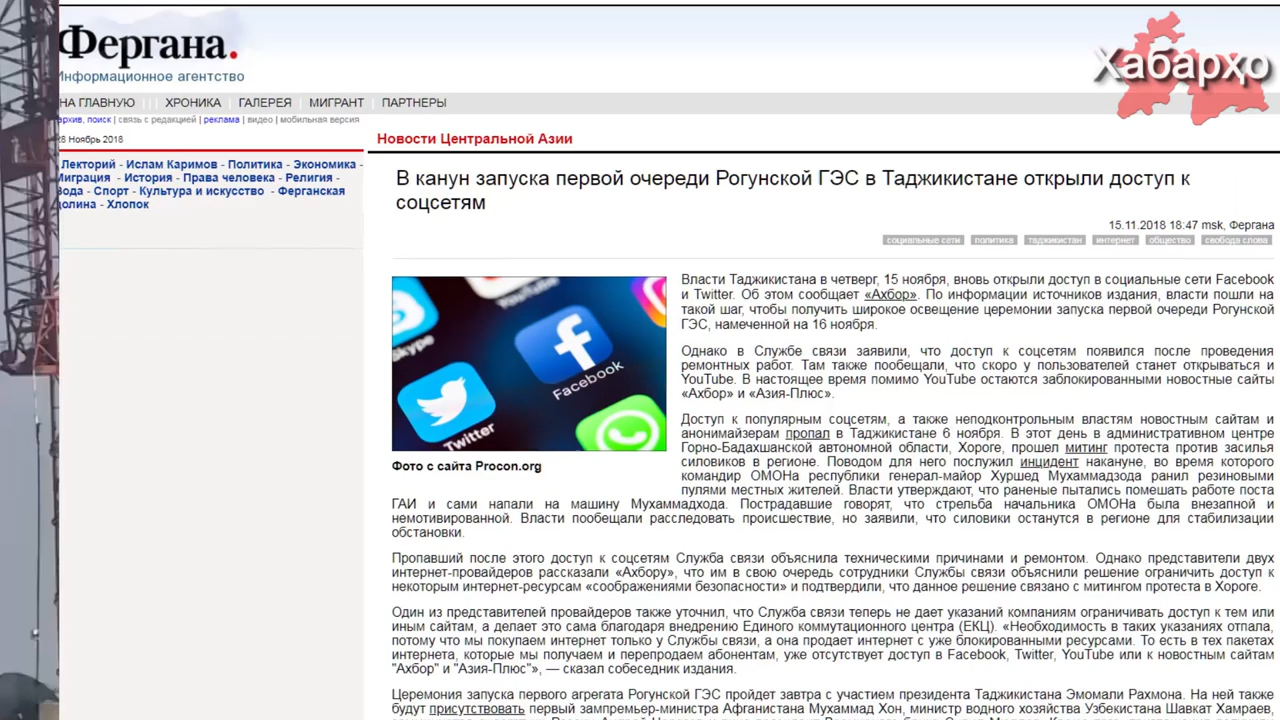 Фергана.
Информационное агентство
Хабарҳо
НА ГЛАВНУЮ ХРОНИКА ГАЛЕРЕЯ МИГРАНТ ПАРТНЕРЫ
архив, поиск | связь с редакцией | реклама | видео | мобильная версия
28 Ноябрь 2018
Новости Центральной Азии
Лекторий - Ислам Каримов - Политика - Экономика -
Миграция - История - Права человека - Религия -
Вода - Спорт - Культура и искусство - Ферганская
долина - Хлопок
В канун запуска первой очереди Рогунской ГЭС в Таджикистане открыли доступ к
соцсетям
15.11.2018 18:47 msk, Фергана
социальные сети политика таджикистан интернет общество свобода слова
YouTube
Skype
Facebook
Twitter
Фото с сайта Procon.org
Власти Таджикистана в четверг, 15 ноября, вновь открыли доступ в социальные сети Facebook
и Twitter. Об этом сообщает «Ахбор». По информации источников издания, власти пошли на
такой шаг, чтобы получить широкое освещение церемонии запуска первой очереди Рогунской
ГЭС, намеченной на 16 ноября.
Однако в Службе связи заявили, что доступ к соцсетям появился после проведения
ремонтных работ. Там также пообещали, что скоро у пользователей станет открываться и
YouTube. В настоящее время помимо YouTube остаются заблокированными новостные сайты
«Ахбор» и «Азия-Плюс».
Доступ к популярным соцсетям, а также неподконтрольным властям новостным сайтам и
анонимайзерам пропал в Таджикистане 6 ноября. В этот день в административном центре
Горно-Бадахшанской автономной области, Хороге, прошел митинг протеста против засилья
силовиков в регионе. Поводом для него послужил инцидент накануне, во время которого
командир ОМОНа республики генерал-майор Хуршед Мухаммадзода ранил резиновыми
пулями местных жителей. Власти утверждают, что раненые пытались помешать работе поста
ГАИ и сами напали на машину Мухаммадхода. Пострадавшие говорят, что стрельба начальника ОМОНа была внезапной и
немотивированной. Власти пообещали расследовать происшествие, но заявили, что силовики останутся в регионе для стабилизации
обстановки.
Пропавший после этого доступ к соцсетям Служба связи объяснила техническими причинами и ремонтом. Однако представители двух
интернет-провайдеров рассказали «Ахбору», что им в свою очередь сотрудники Службы связи объяснили решение ограничить доступ к
некоторым интернет-ресурсам «соображениями безопасности» и подтвердили, что данное решение связано с митингом протеста в Хороге.
Один из представителей провайдеров также уточнил, что Служба связи теперь не дает указаний компаниям ограничивать доступ к тем или
иным сайтам, а делает это сама благодаря внедрению Единого коммутационного центра (ЕКЦ). «Необходимость в таких указаниях отпала,
потому что мы покупаем интернет только у Службы связи, а она продает интернет с уже блокированными ресурсами. То есть в тех пакетах
интернета, которые мы получаем и перепродаем абонентам, уже отсутствует доступ в Facebook, Twitter, YouTube или к новостным сайтам
"Ахбор" и "Азия-Плюс"», — сказал собеседник издания.
Церемония запуска первого агрегата Рогунской ГЭС пройдет завтра с участием президента Таджикистана Эмомали Рахмона. На ней также
будут присутствовать первый зампремьер-министра Афганистана Мухаммад Хон, министр водного хозяйства Узбекистана Шавкат Хамраев,